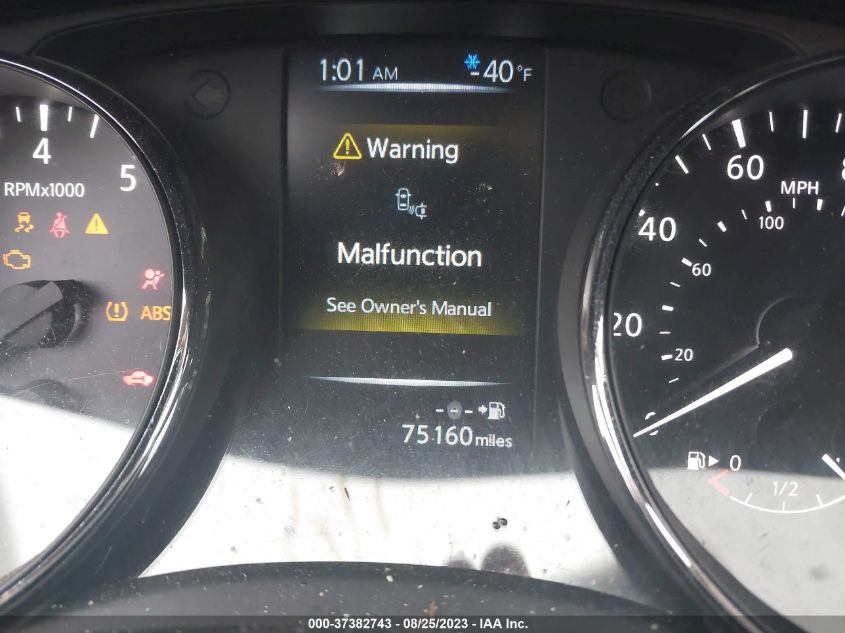 1:01 AM
-40°F
Warning
Malfunction
See Owner's Manual
---
75160 miles
4
5
RPMx1000
ABS
60
MPH
40
100
60
20
20
0
0
1/2
000-37382743 - 08/25/2023 - IAA Inc.